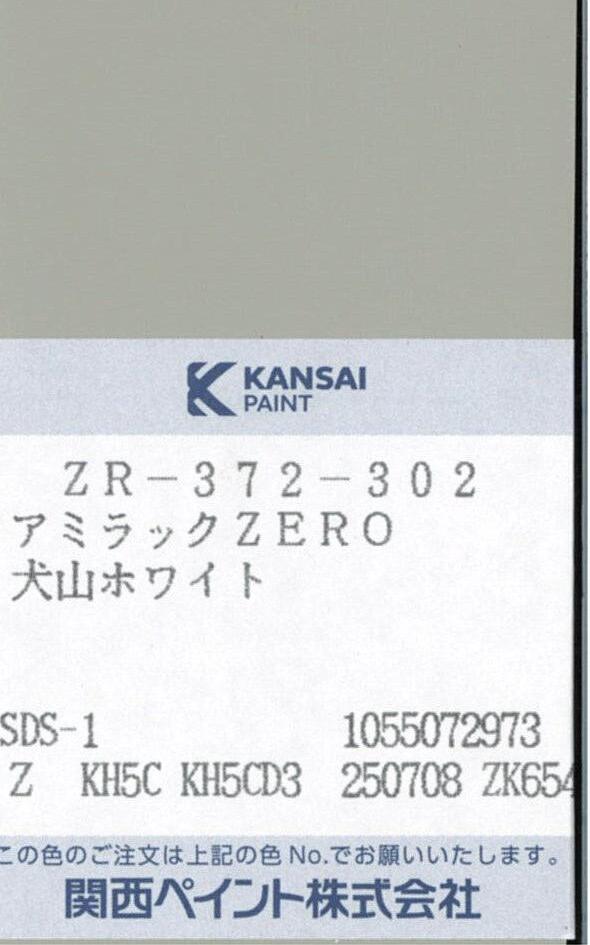 KANSAI
PAINT
ZR-372-302
アミラックZERO
犬山ホワイト
SDS-1 1055072973
Z KH5C KH5CD3 250708 ZK654
この色のご注文は上記の色 No.でお願いいたします。
関西ペイント株式会社